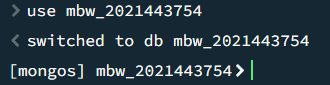 > use mbw_2021443754
< switched to db mbw_2021443754
[mongos] mbw_2021443754>